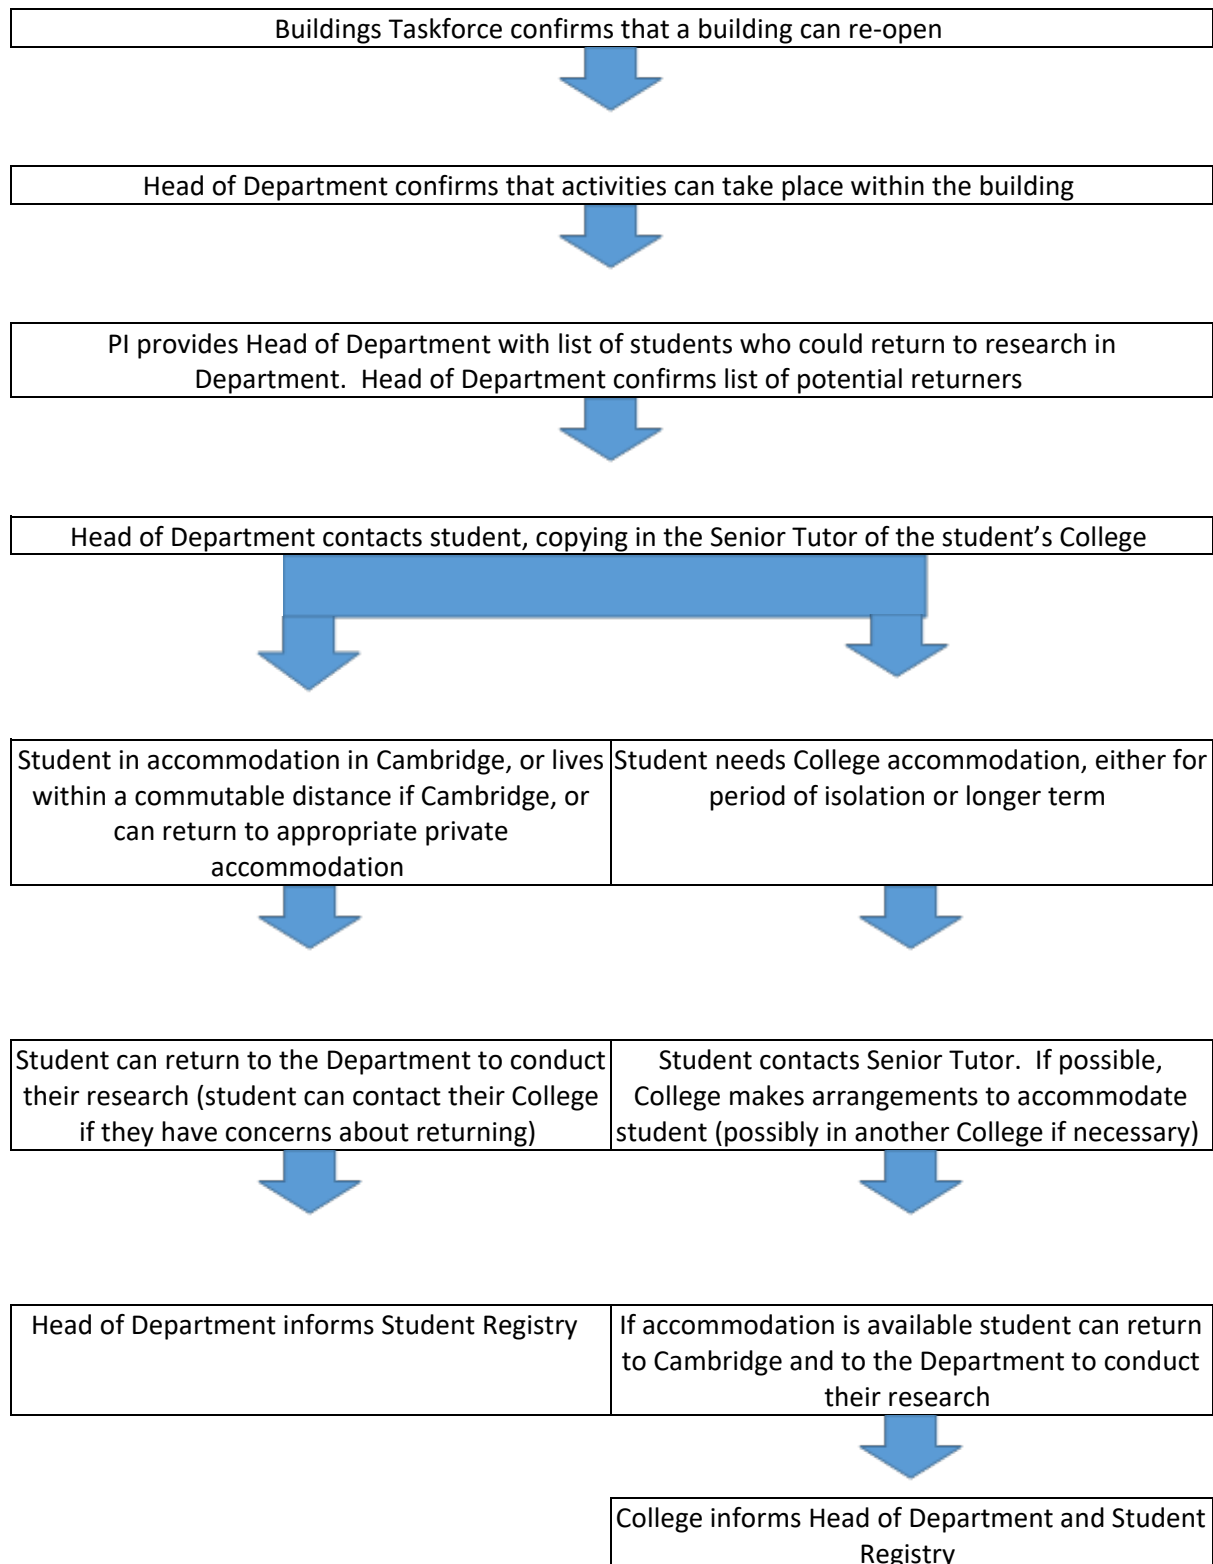 Buildings Taskforce confirms that a building can re-open
Head of Department confirms that activities can take place within the building
PI provides Head of Department with list of students who could return to research in
Department.  Head of Department confirms list of potential returners
Head of Department contacts student, copying in the Senior Tutor of the student’s College
Student in accommodation in Cambridge, or lives
within a commutable distance if Cambridge, or
can return to appropriate private
accommodation
Student needs College accommodation, either for
period of isolation or longer term
Student can return to the Department to conduct
their research (student can contact their College
if they have concerns about returning)
Student contacts Senior Tutor.  If possible,
College makes arrangements to accommodate
student (possibly in another College if necessary)
Head of Department informs Student Registry
If accommodation is available student can return
to Cambridge and to the Department to conduct
their research
College informs Head of Department and Student
Registry